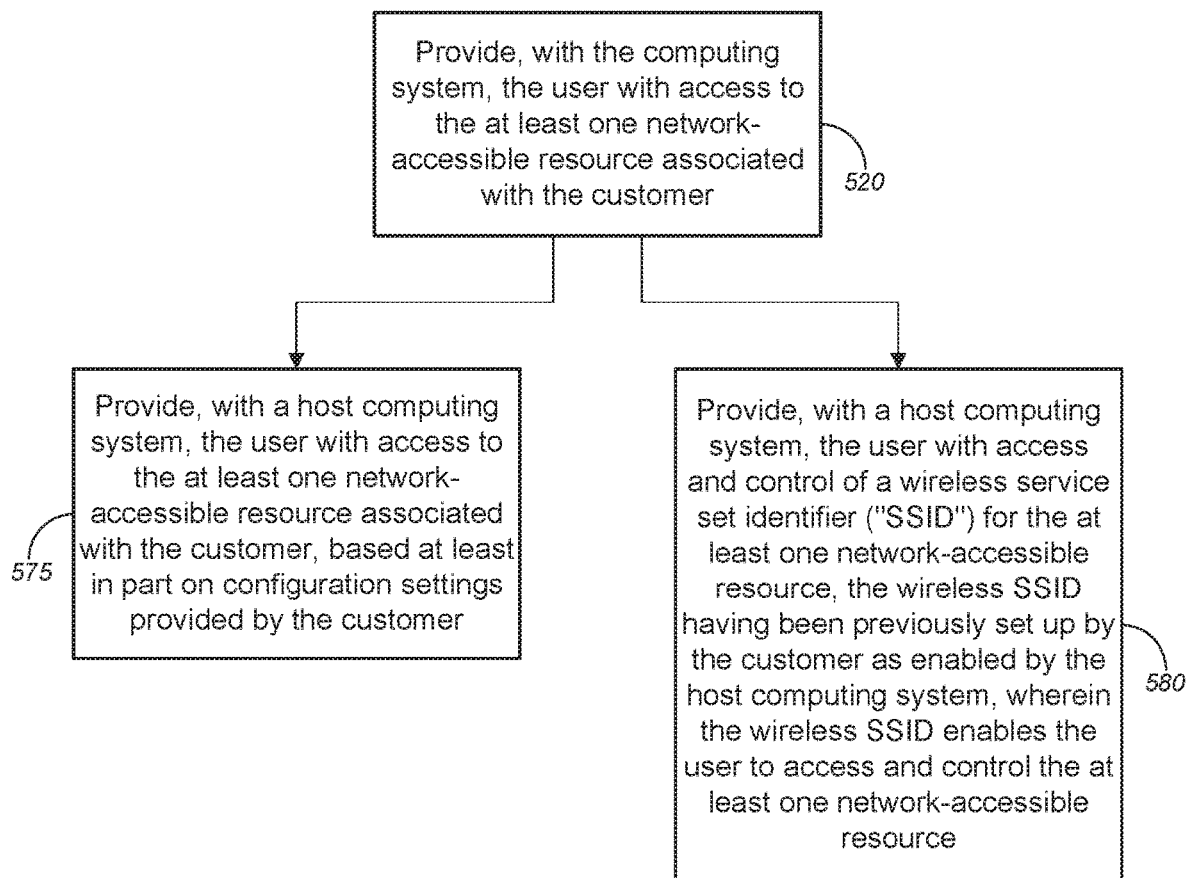 Provide, with the computing
system, the user with access to
the at least one network-
accessible resource associated
with the customer
520
Provide, with a host computing
system, the user with access to
the at least one network-
accessible resource associated
with the customer, based at least
in part on configuration settings
provided by the customer
575
Provide, with a host computing
system, the user with access
and control of a wireless service
set identifier ("SSID") for the at
least one network-accessible
resource, the wireless SSID
having been previously set up by
the customer as enabled by the
host computing system, wherein
the wireless SSID enables the
user to access and control the at
least one network-accessible
resource
580